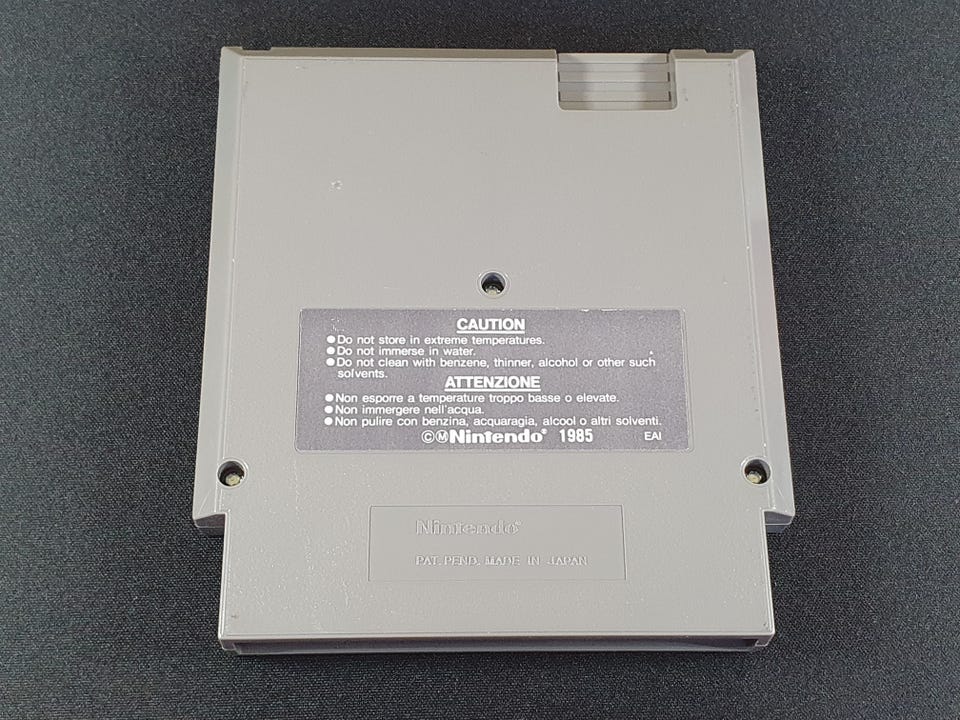 CAUTION
●Do not store in extreme temperatures.
●Do not immerse in water.
●Do not clean with benzene, thinner, alcohol or other such
solvents.
ATTENZIONE
●Non esporre a temperature troppo basse o elevate.
●Non immergere nell'acqua.
●Non pulire con benzina, acquaragia, alcool o altri solventi.
©ⓂNintendo® 1985 EAI
Nintendo®
PAT. PEND. MADE IN JAPAN